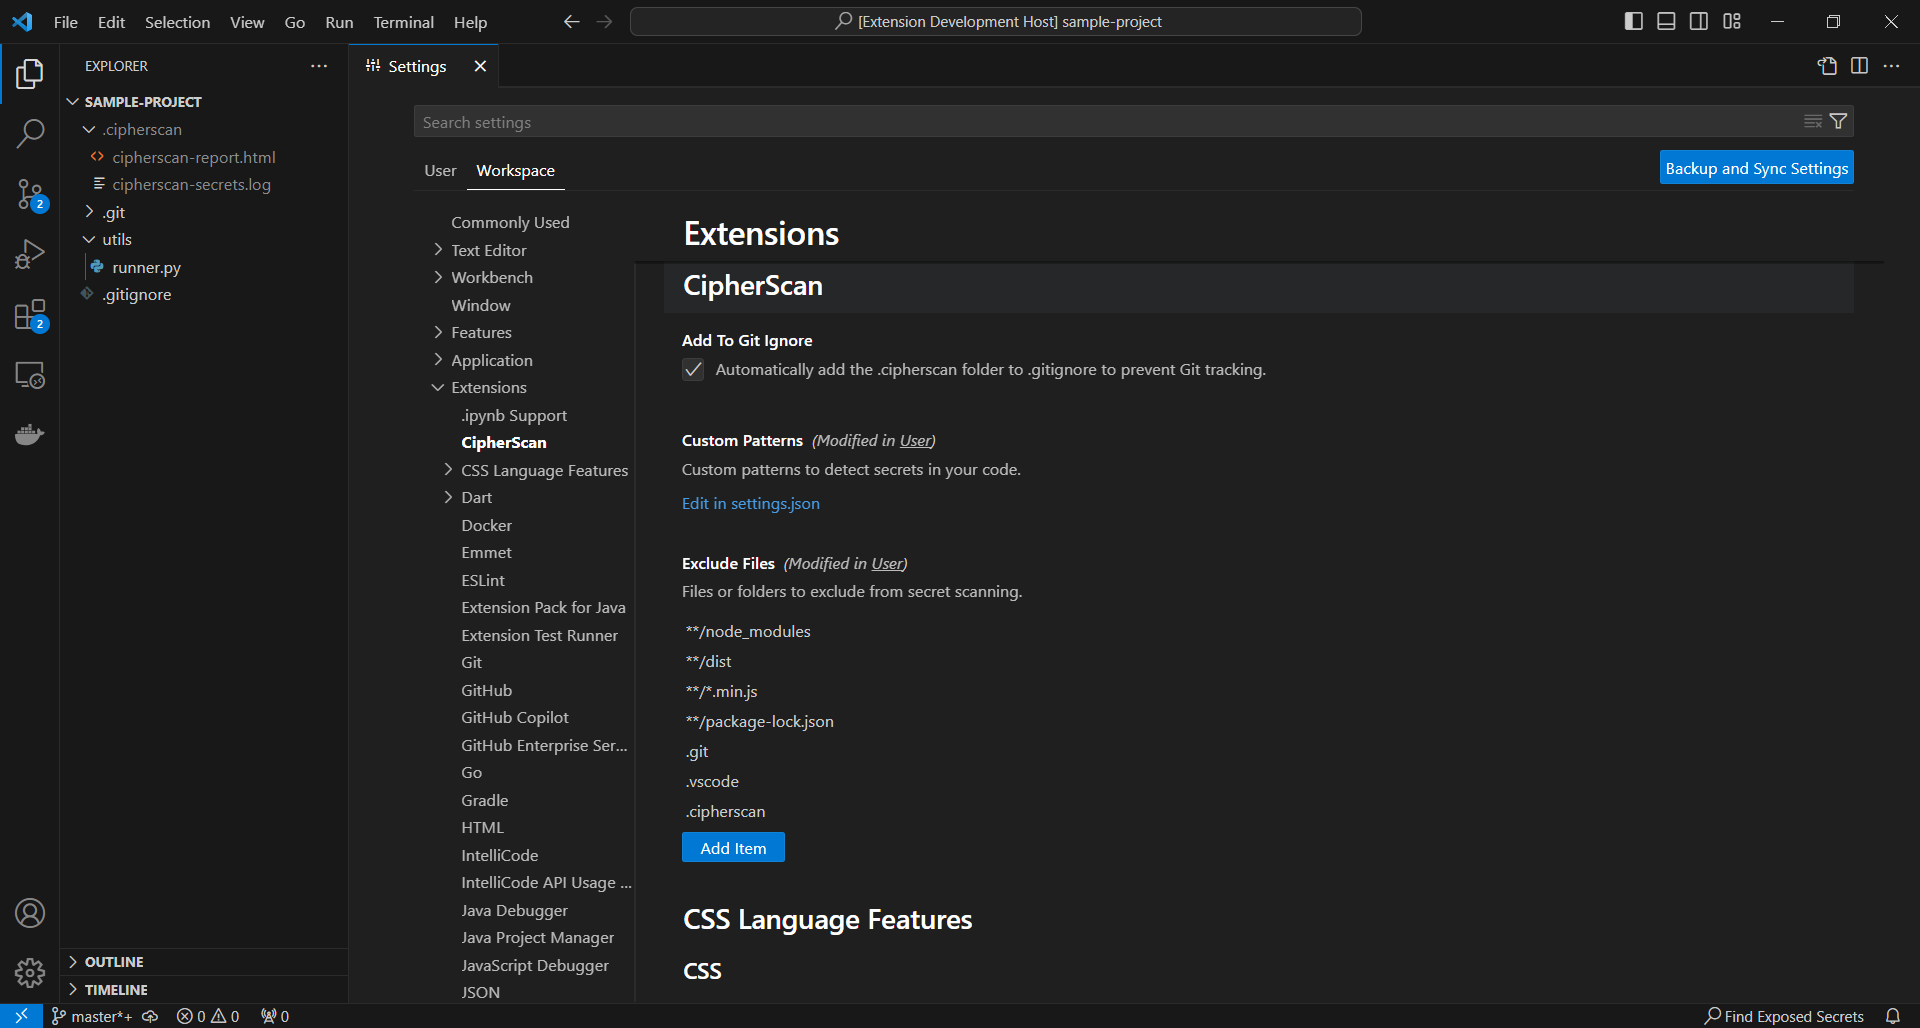 File Edit Selection View Go Run Terminal Help
[Extension Development Host] sample-project
EXPLORER
SAMPLE-PROJECT
.cipherscan
cipherscan-report.html
cipherscan-secrets.log
.git
utils
runner.py
.gitignore
2
2
OUTLINE
TIMELINE
Settings
Search settings
User Workspace
Backup and Sync Settings
Commonly Used
Text Editor
Workbench
Window
Features
Application
Extensions
.ipynb Support
CipherScan
CSS Language Features
Dart
Docker
Emmet
ESLint
Extension Pack for Java
Extension Test Runner
Git
GitHub
GitHub Copilot
GitHub Enterprise Ser...
Go
Gradle
HTML
IntelliCode
IntelliCode API Usage ...
Java Debugger
Java Project Manager
JavaScript Debugger
JSON
Extensions
CipherScan
Add To Git Ignore
Automatically add the .cipherscan folder to .gitignore to prevent Git tracking.
Custom Patterns (Modified in User)
Custom patterns to detect secrets in your code.
Edit in settings.json
Exclude Files (Modified in User)
Files or folders to exclude from secret scanning.
**/node_modules
**/dist
**/*.min.js
**/package-lock.json
.git
.vscode
.cipherscan
Add Item
CSS Language Features
CSS
master*+ 0 0 0
Find Exposed Secrets